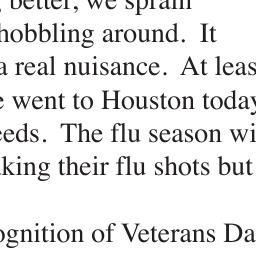 better, we sprain
hobbling around.  It
a real nuisance.  At leas
e went to Houston today
eeds.  The flu season wi
king their flu shots but
ognition of Veterans Da